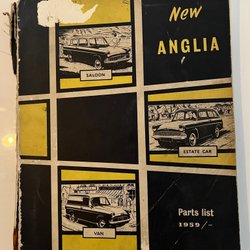 New
ANGLIA
SALOON
ESTATE CAR
VAN
Parts list
1959/-